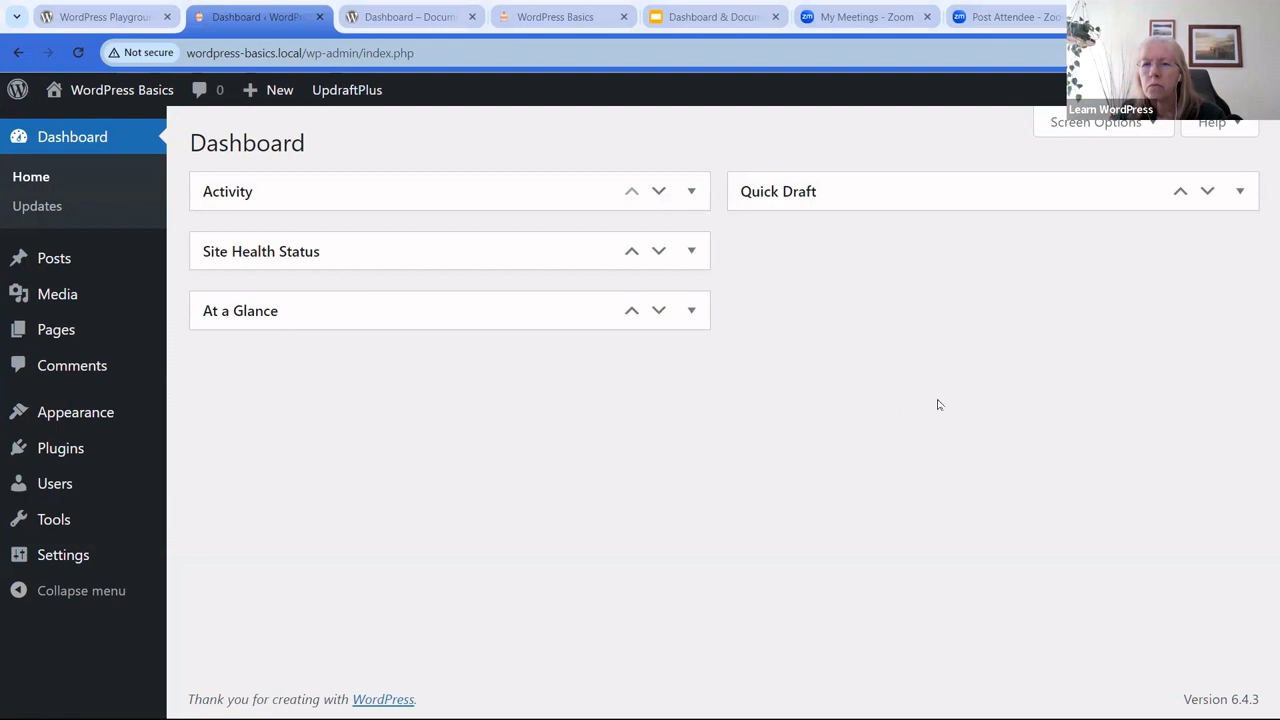 WordPress Playgroun
Dashboard ‹ WordPr
Dashboard – Docum
WordPress Basics
Dashboard & Docum
My Meetings - Zoom
Post Attendee - Zoo
Not secure
wordpress-basics.local/wp-admin/index.php
WordPress Basics
0
New
UpdraftPlus
Learn WordPress
Screen Options
Help
Dashboard
Home
Updates
Posts
Media
Pages
Comments
Appearance
Plugins
Users
Tools
Settings
Collapse menu
Dashboard
Activity
Quick Draft
Site Health Status
At a Glance
Thank you for creating with WordPress.
Version 6.4.3